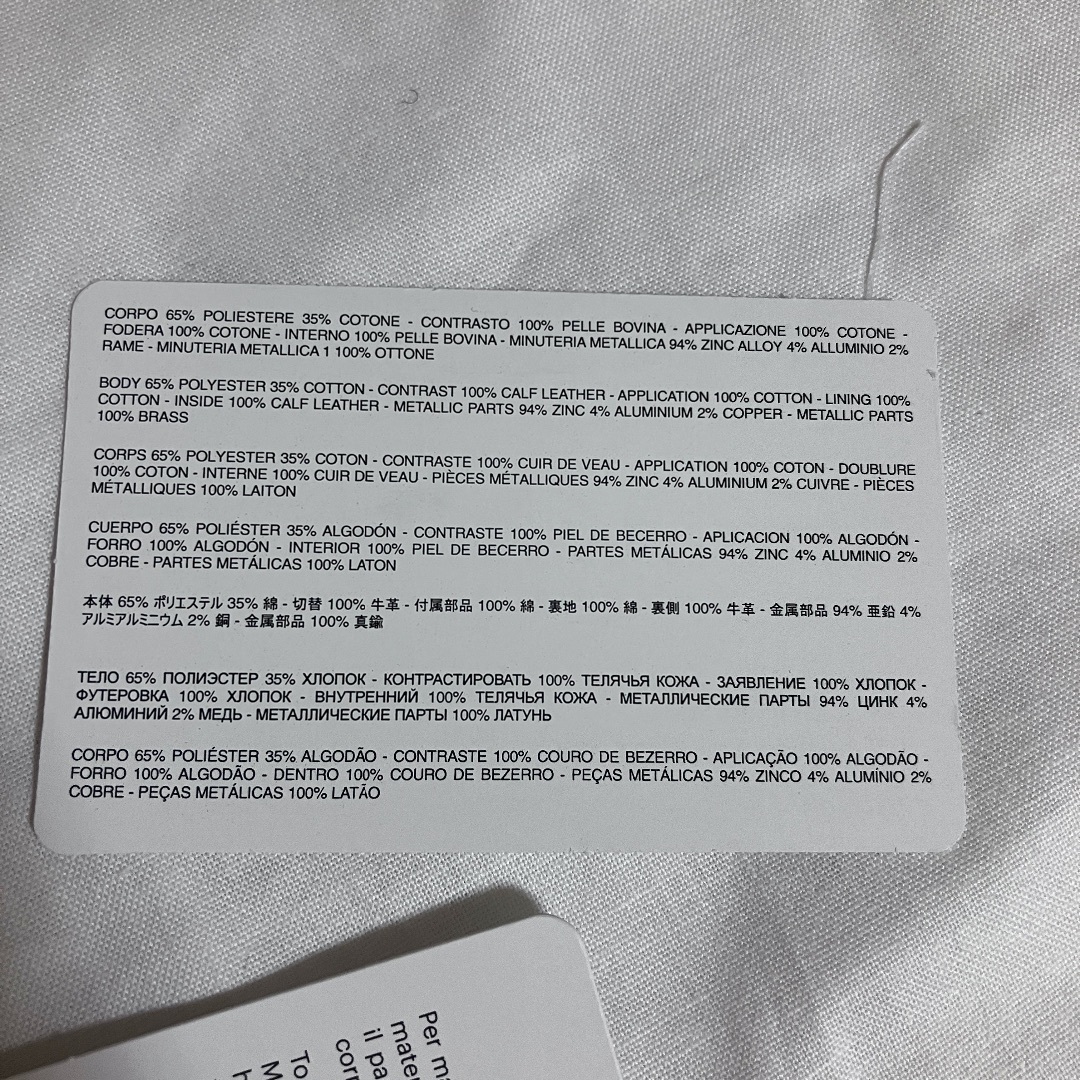 CORPO 65% POLIESTERE 35% COTONE - CONTRASTO 100% PELLE BOVINA - APPLICAZIONE 100% COTONE -
FODERA 100% COTONE - INTERNO 100% PELLE BOVINA - MINUTERIA METALLICA 94% ZINC ALLOY 4% ALLUMINIO 2%
RAME - MINUTERIA METALLICA 1 100% OTTONE
BODY 65% POLYESTER 35% COTTON - CONTRAST 100% CALF LEATHER - APPLICATION 100% COTTON - LINING 100%
COTTON - INSIDE 100% CALF LEATHER - METALLIC PARTS 94% ZINC 4% ALUMINIUM 2% COPPER - METALLIC PARTS
100% BRASS
CORPS 65% POLYESTER 35% COTON - CONTRASTE 100% CUIR DE VEAU - APPLICATION 100% COTON - DOUBLURE
100% COTON - INTERNE 100% CUIR DE VEAU - PIÈCES MÉTALLIQUES 94% ZINC 4% ALUMINIUM 2% CUIVRE - PIÈCES
MÉTALLIQUES 100% LAITON
CUERPO 65% POLIÉSTER 35% ALGODÓN - CONTRASTE 100% PIEL DE BECERRO - APLICACION 100% ALGODÓN -
FORRO 100% ALGODÓN - INTERIOR 100% PIEL DE BECERRO - PARTES METÁLICAS 94% ZINC 4% ALUMINIO 2%
COBRE - PARTES METÁLICAS 100% LATON
本体 65% ポリエステル 35% 綿 - 切替 100% 牛革 - 付属部品 100% 綿 - 裏地 100% 綿 - 裏側 100% 牛革 - 金属部品 94% 亜鉛 4%
アルミアルミニウム 2% 銅 - 金属部品 100% 真鍮
ТЕЛО 65% ПОЛИЭСТЕР 35% ХЛОПОК - КОНТРАСТИРОВАТЬ 100% ТЕЛЯЧЬЯ КОЖА - ЗАЯВЛЕНИЕ 100% ХЛОПОК -
ФУТЕРОВКА 100% ХЛОПОК - ВНУТРЕННИЙ 100% ТЕЛЯЧЬЯ КОЖА - МЕТАЛЛИЧЕСКИЕ ПАРТЫ 94% ЦИНК 4%
АЛЮМИНИЙ 2% МЕДЬ - МЕТАЛЛИЧЕСКИЕ ПАРТЫ 100% ЛАТУНЬ
CORPO 65% POLIÉSTER 35% ALGODÃO - CONTRASTE 100% COURO DE BEZERRO - APLICAÇÃO 100% ALGODÃO -
FORRO 100% ALGODÃO - DENTRO 100% COURO DE BEZERRO - PEÇAS METÁLICAS 94% ZINCO 4% ALUMÍNIO 2%
COBRE - PEÇAS METÁLICAS 100% LATÃO
Per
il
To